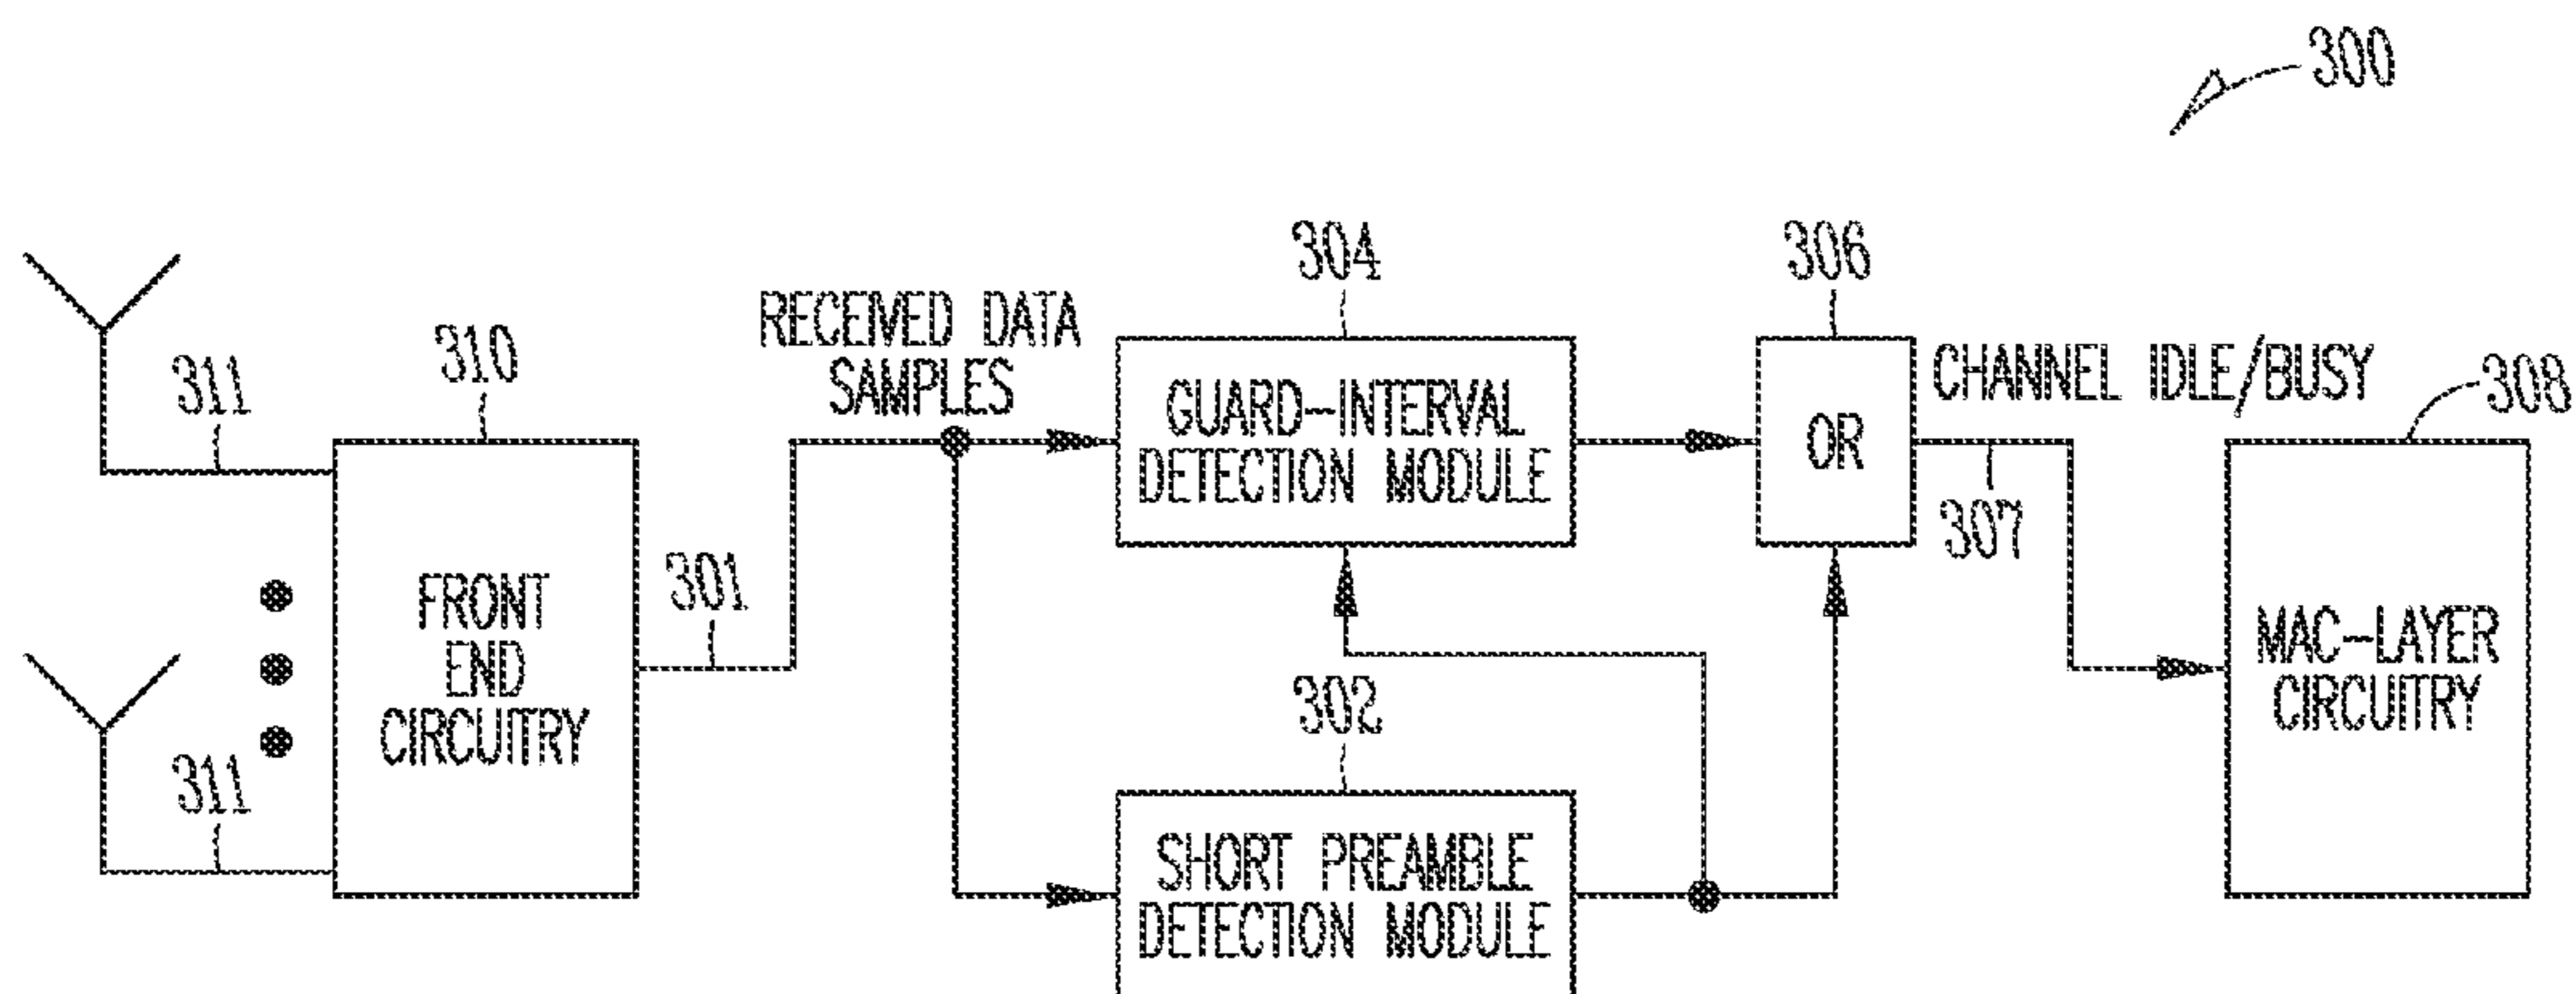 300
304
306
RECEIVED DATA
SAMPLES
310
311
CHANNEL IDLE/BUSY
308
GUARD-INTERVAL
DETECTION MODULE
OR
307
301
FRONT
END
CIRCUITRY
MAC-LAYER
CIRCUITRY
302
311
SHORT PREAMBLE
DETECTION MODULE